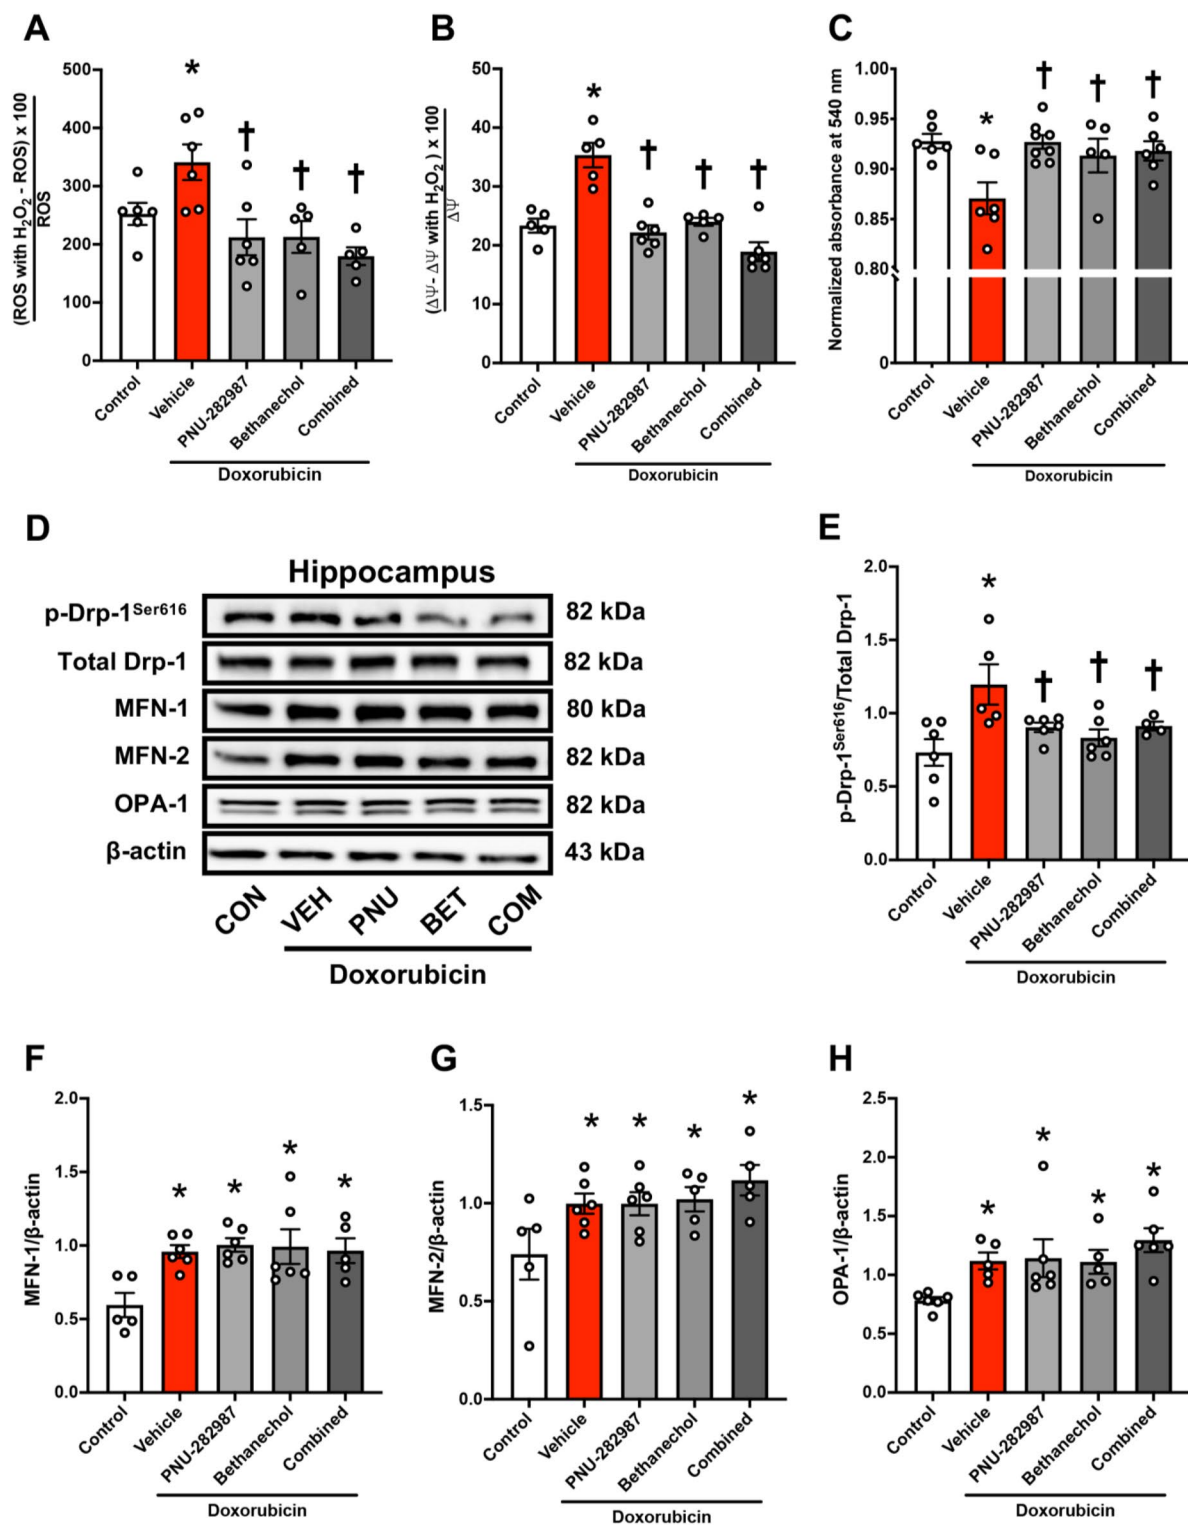 A
(ROS with H₂O₂ - ROS) x 100
ROS
500
400
300
200
100
0
*
†
†
†
Control
Vehicle
PNU-282987
Bethanechol
Combined
Doxorubicin
B
(ΔΨ- ΔΨ with H₂O₂ ) x 100
ΔΨ
50
40
30
20
10
0
*
†
†
†
Control
Vehicle
PNU-282987
Bethanechol
Combined
Doxorubicin
C
Normalized absorbance at 540 nm
1.00
0.95
0.90
0.85
0.80
0
*
†
†
†
Control
Vehicle
PNU-282987
Bethanechol
Combined
Doxorubicin
D
Hippocampus
p-Drp-1ˢᵉʳ⁶¹⁶ 82 kDa
Total Drp-1 82 kDa
MFN-1 80 kDa
MFN-2 82 kDa
OPA-1 82 kDa
β-actin 43 kDa
CON VEH PNU BET COM
Doxorubicin
E
p-Drp-1ˢᵉʳ⁶¹⁶/Total Drp-1
2.0
1.5
1.0
0.5
0.0
*
†
†
†
Control
Vehicle
PNU-282987
Bethanechol
Combined
Doxorubicin
F
MFN-1/β-actin
2.0
1.5
1.0
0.5
0.0
*
*
*
*
Control
Vehicle
PNU-282987
Bethanechol
Combined
Doxorubicin
G
MFN-2/β-actin
1.5
1.0
0.5
0.0
*
*
*
*
Control
Vehicle
PNU-282987
Bethanechol
Combined
Doxorubicin
H
OPA-1/β-actin
2.5
2.0
1.5
1.0
0.5
0.0
*
*
*
*
Control
Vehicle
PNU-282987
Bethanechol
Combined
Doxorubicin